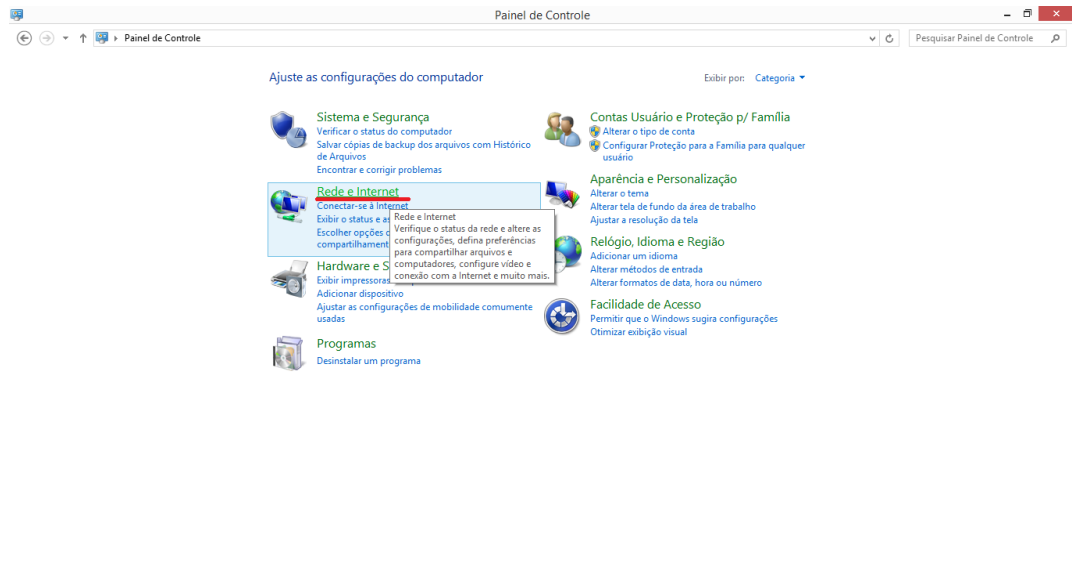 Painel de Controle
Painel de Controle
Pesquisar Painel de Controle
Ajuste as configurações do computador
Exibir por: Categoria
Sistema e Segurança
Verificar o status do computador
Salvar cópias de backup dos arquivos com Histórico
de Arquivos
Encontrar e corrigir problemas
Rede e Internet
Conectar-se à Internet
Exibir o status e as
Escolher opções
compartilhament
Rede e Internet
Verifique o status da rede e altere as
configurações, defina preferências
para compartilhar arquivos e
computadores, configure vídeo e
conexão com a Internet e muito mais.
Hardware e S
Exibir impressoras
Adicionar dispositivo
Ajustar as configurações de mobilidade comumente
usadas
Programas
Desinstalar um programa
Contas Usuário e Proteção p/ Família
Alterar o tipo de conta
Configurar Proteção para a Família para qualquer
usuário
Aparência e Personalização
Alterar o tema
Alterar tela de fundo da área de trabalho
Ajustar a resolução da tela
Relógio, Idioma e Região
Adicionar um idioma
Alterar métodos de entrada
Alterar formatos de data, hora ou número
Facilidade de Acesso
Permitir que o Windows sugira configurações
Otimizar exibição visual